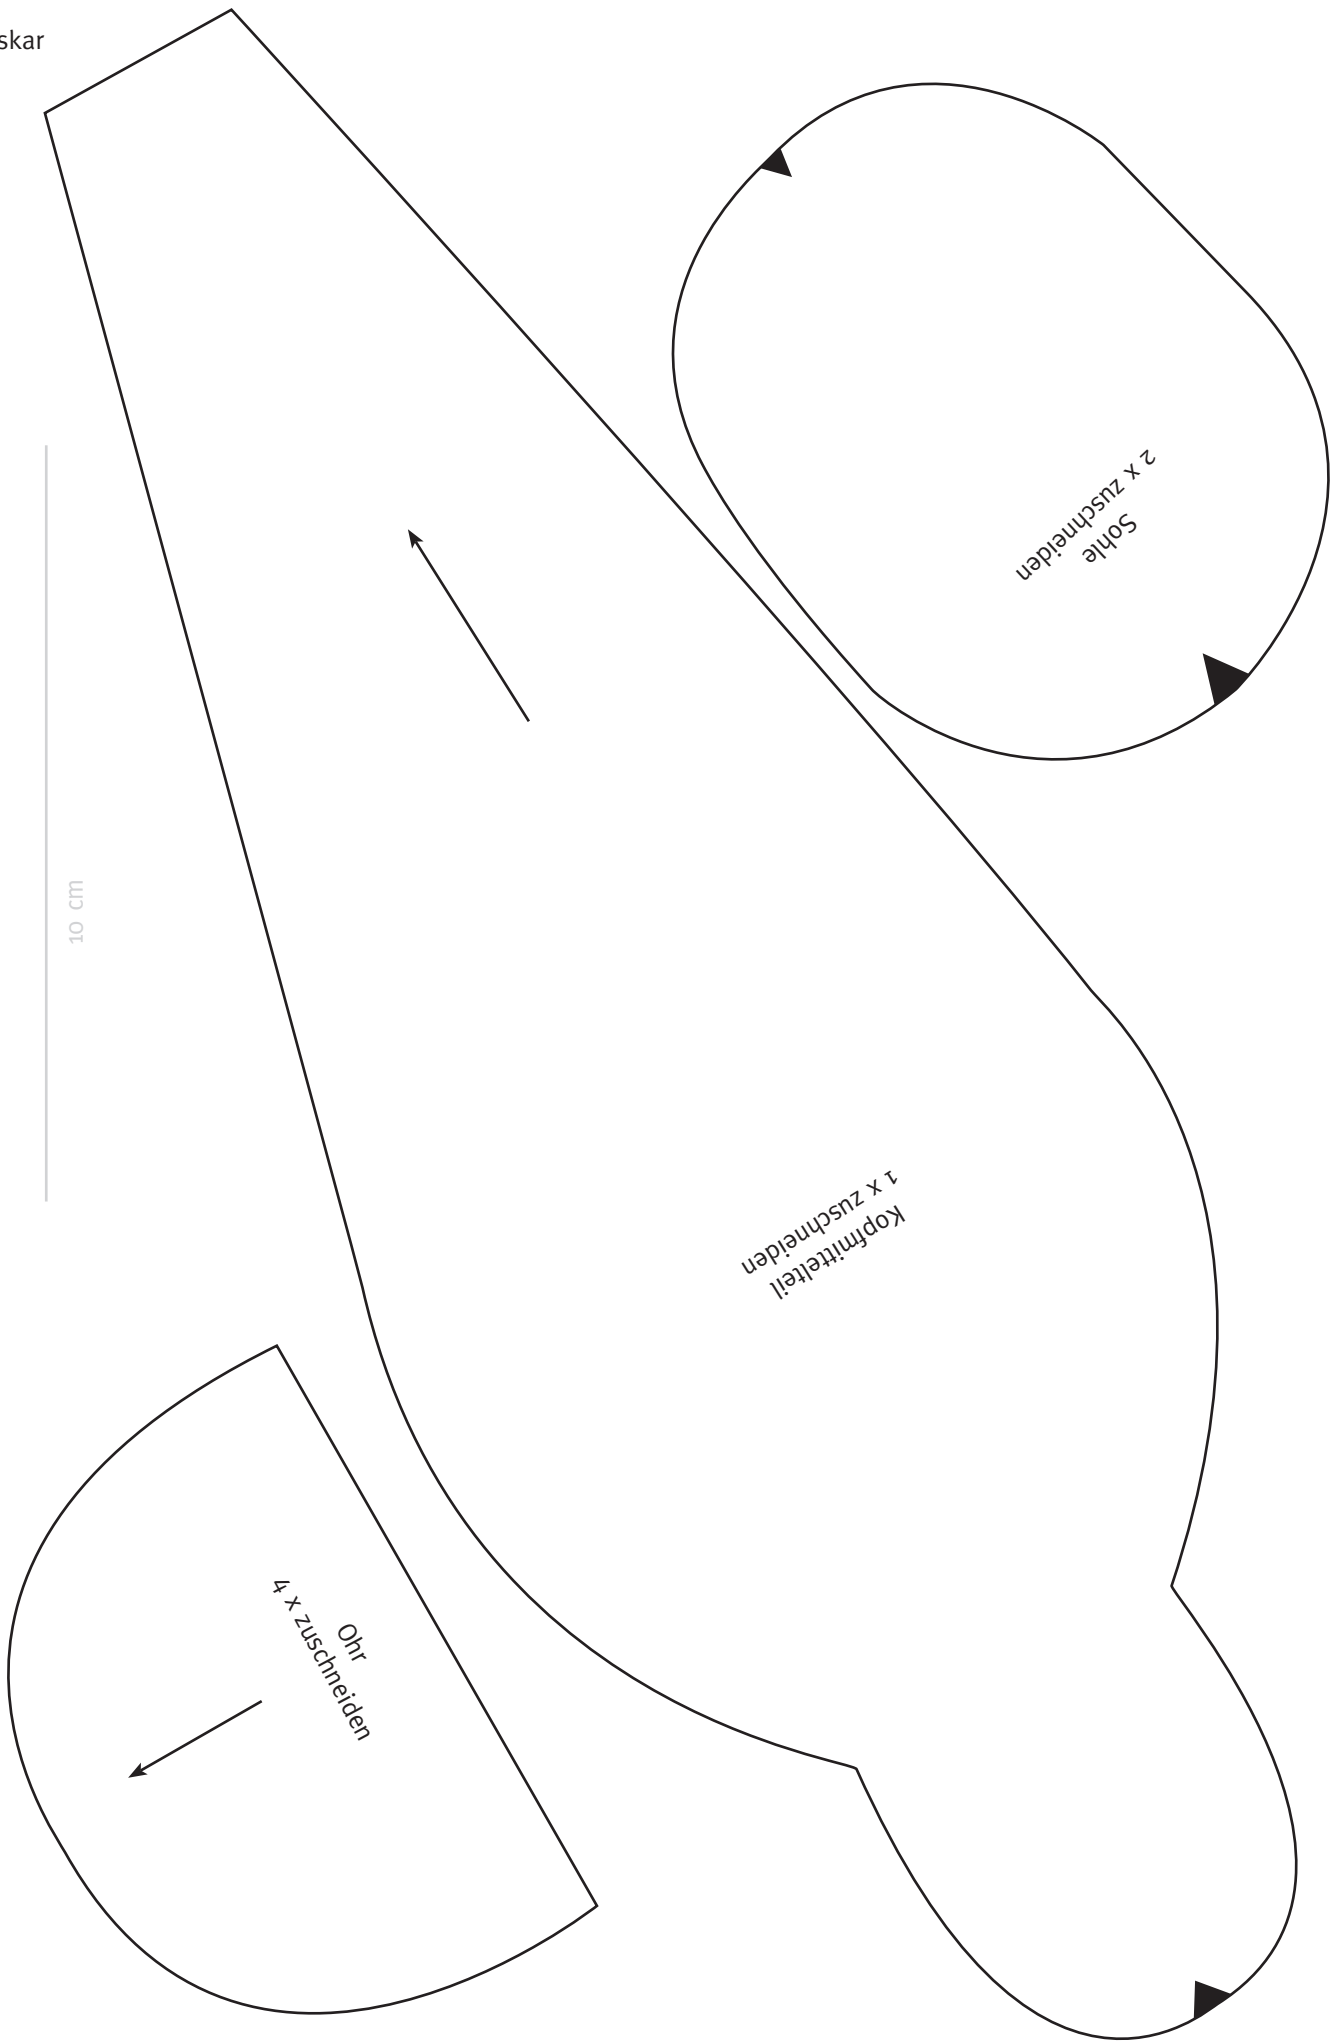 skar
Sohle
2 x zuschneiden
10 cm
Kopfmittelteil
1 x zuschneiden
Ohr
4 x zuschneiden